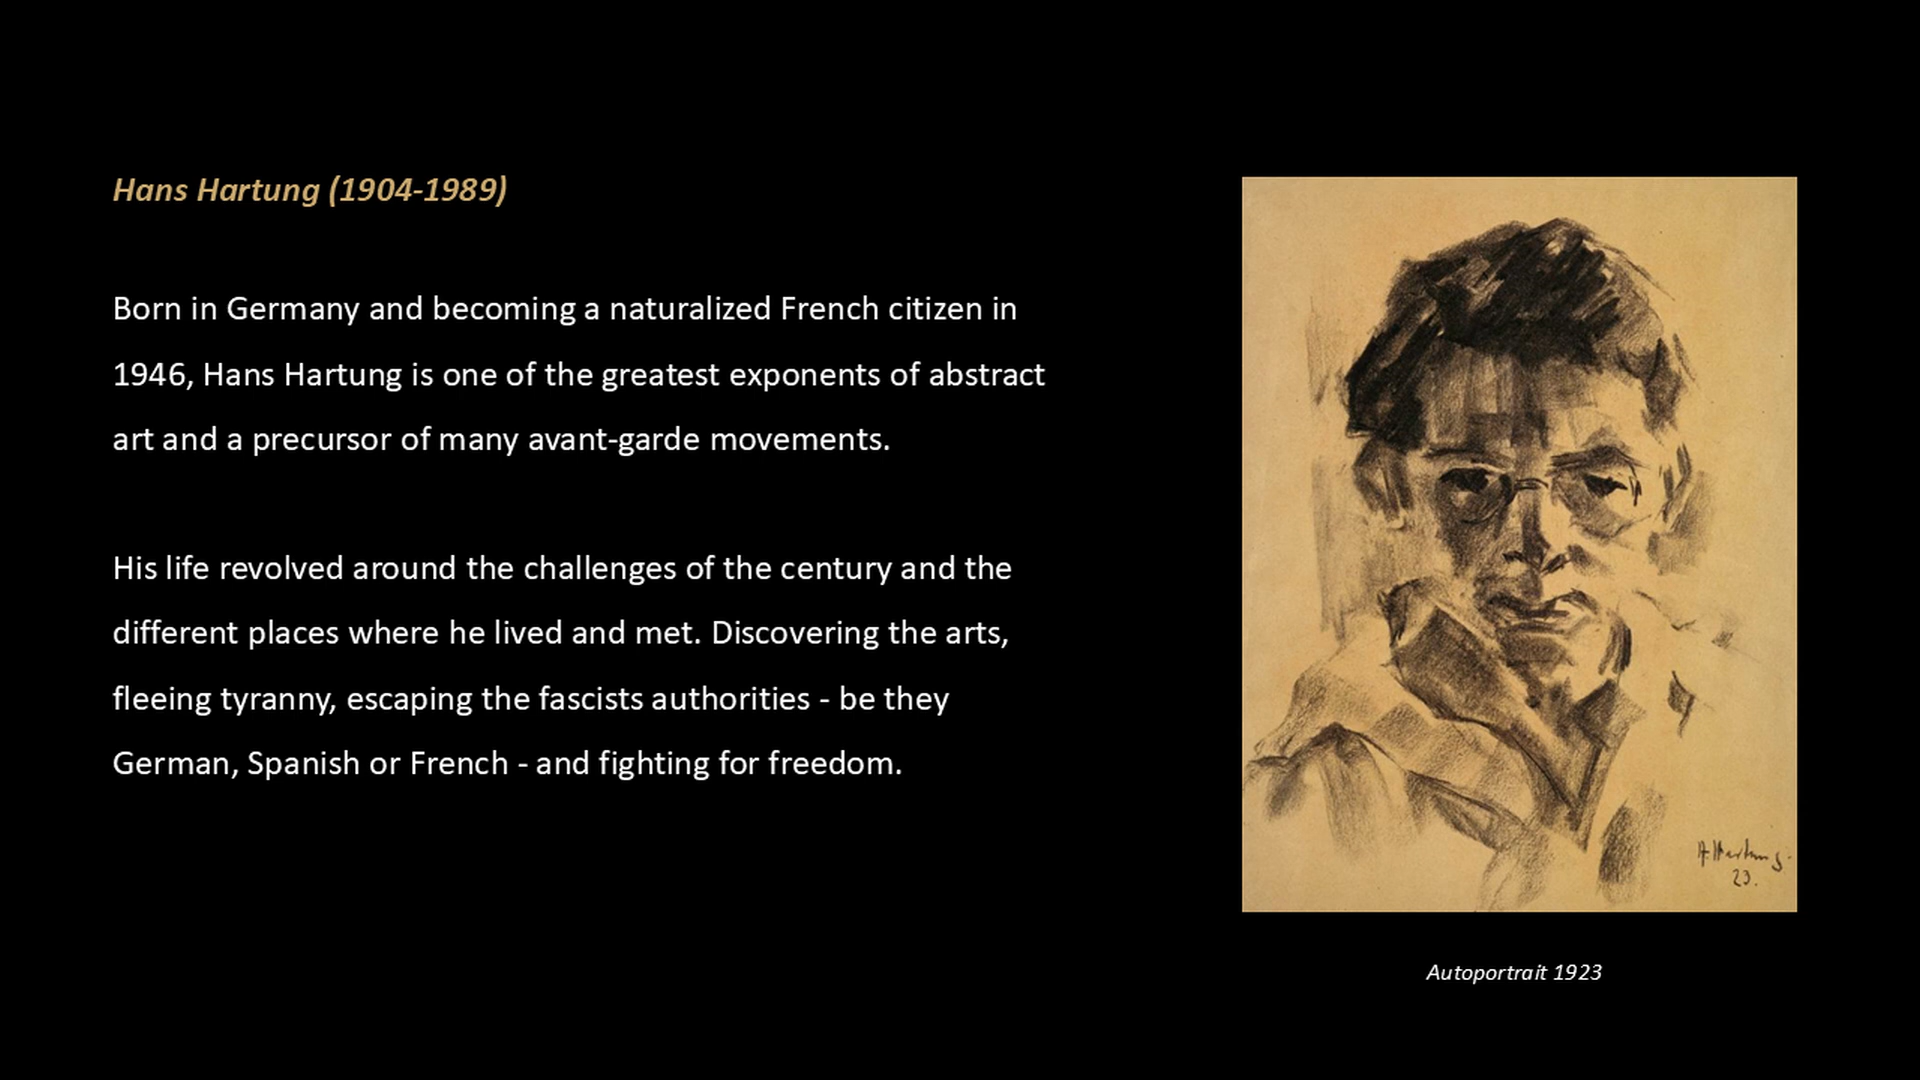 Hans Hartung (1904-1989)
Born in Germany and becoming a naturalized French citizen in
1946, Hans Hartung is one of the greatest exponents of abstract
art and a precursor of many avant-garde movements.
His life revolved around the challenges of the century and the
different places where he lived and met. Discovering the arts,
fleeing tyranny, escaping the fascists authorities - be they
German, Spanish or French - and fighting for freedom.
H. Hartung.
23.
Autoportrait 1923